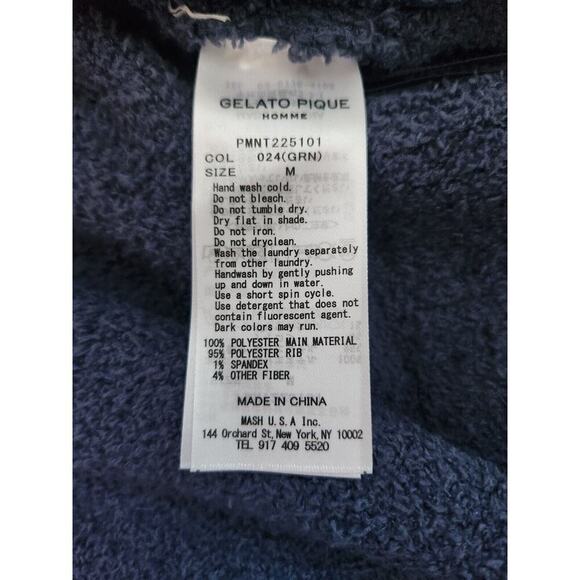 GELATO PIQUE
HOMME
PMNT225101
COL 024(GRN)
SIZE M
Hand wash cold.
Do not bleach.
Do not tumble dry.
Dry flat in shade.
Do not iron.
Do not dryclean.
Wash the laundry separately
from other laundry.
Handwash by gently pushing
up and down in water.
Use a short spin cycle.
Use detergent that does not
contain fluorescent agent.
Dark colors may run.
100% POLYESTER MAIN MATERIAL
95% POLYESTER RIB
1% SPANDEX
4% OTHER FIBER
MADE IN CHINA
MASH U.S.A Inc.
144 Orchard St, New York, NY 10002
TEL 917 409 5520